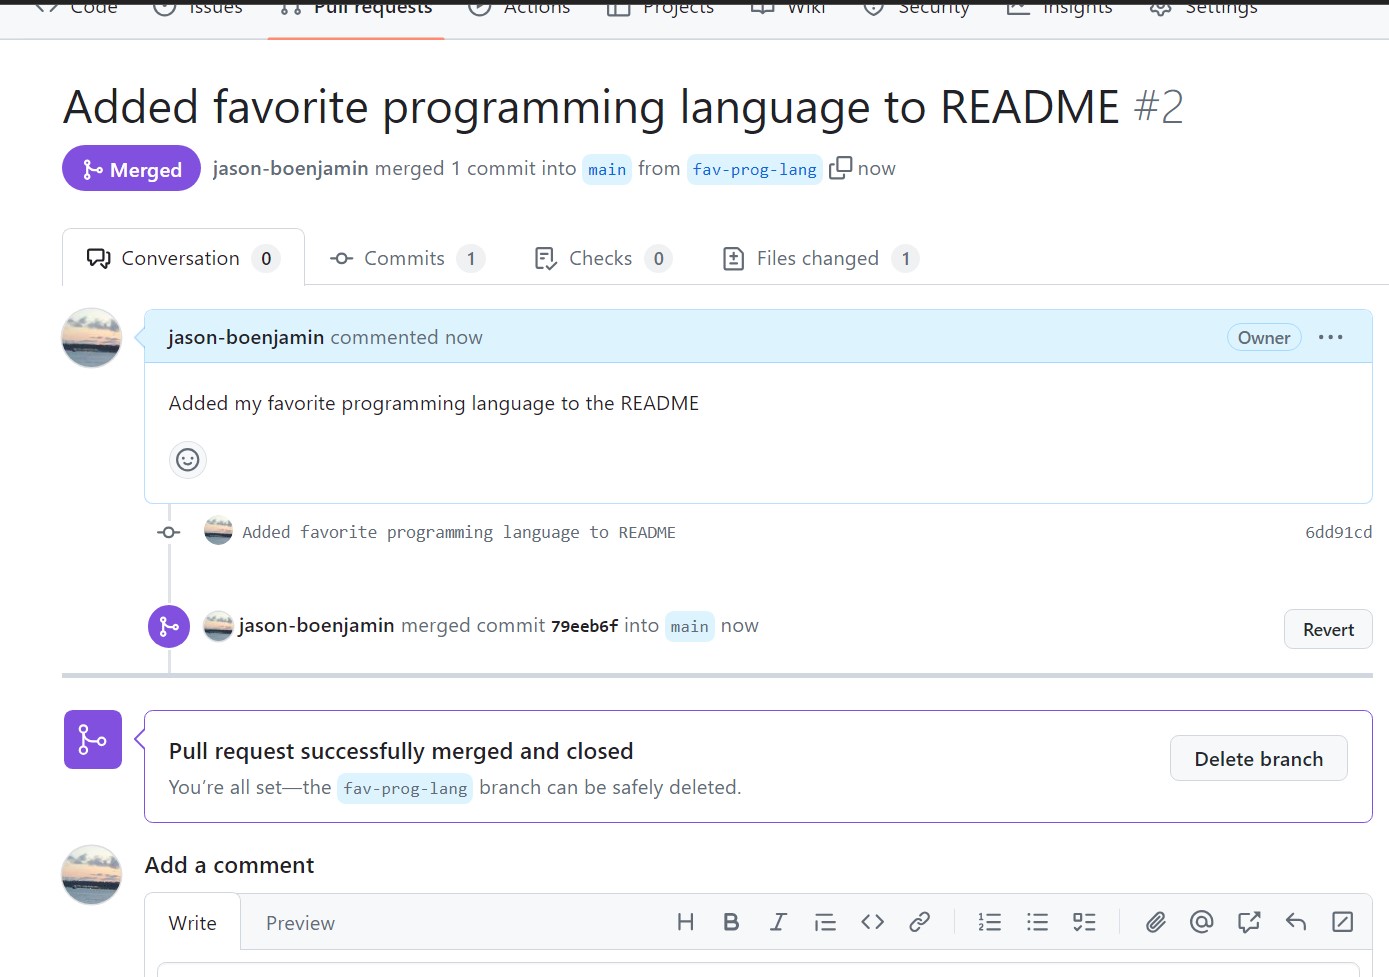 Code Issues Pull requests Actions Projects Wiki Security Insights Settings
Added favorite programming language to README #2
Merged jason-boenjamin merged 1 commit into main from fav-prog-lang now
Conversation 0 Commits 1 Checks 0 Files changed 1
jason-boenjamin commented now Owner
Added my favorite programming language to the README
Added favorite programming language to README 6dd91cd
jason-boenjamin merged commit 79eeb6f into main now Revert
Pull request successfully merged and closed
Delete branch
You’re all set—the fav-prog-lang branch can be safely deleted.
Add a comment
Write Preview